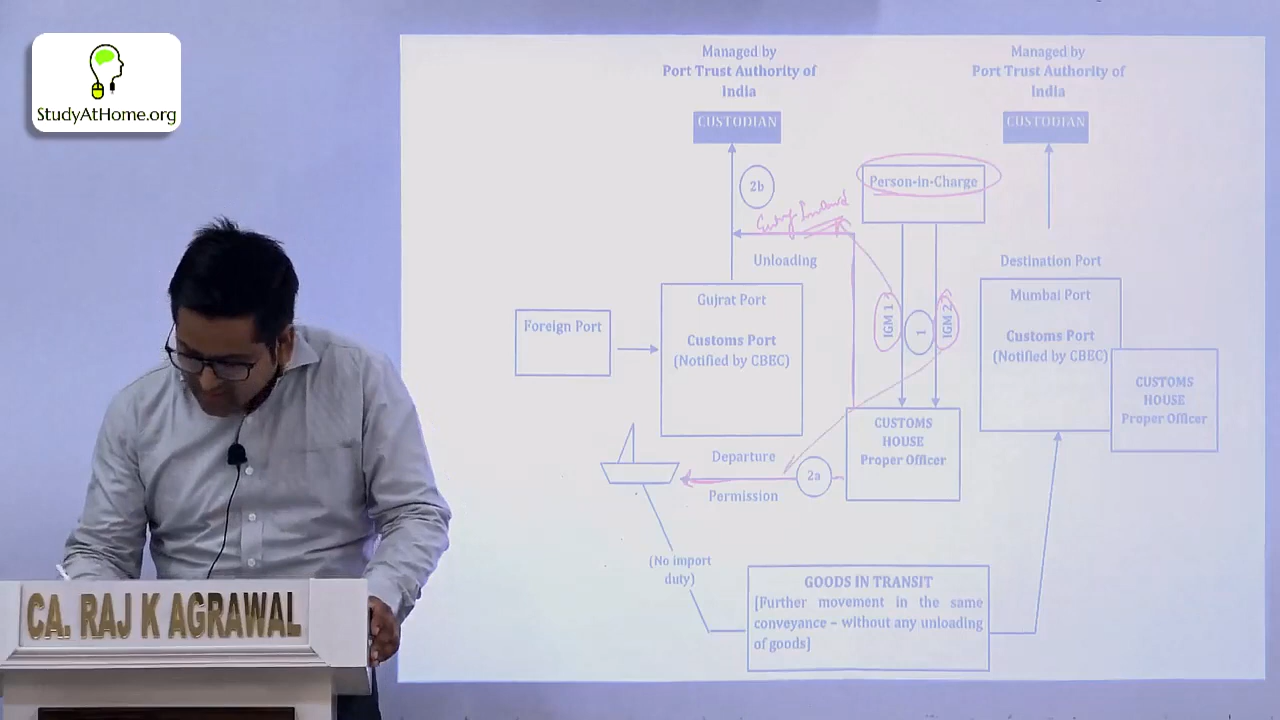 StudyAtHome.org
Managed by
Port Trust Authority of
India
CUSTODIAN
Managed by
Port Trust Authority of
India
CUSTODIAN
2b
Person-in-Charge
Entry Inward
Unloading
Destination Port
Foreign Port
Gujrat Port
Customs Port
(Notified by CBEC)
IGM 1
1
IGM 2
Mumbai Port
Customs Port
(Notified by CBEC)
CUSTOMS
HOUSE
Proper Officer
CUSTOMS
HOUSE
Proper Officer
Departure
2a
Permission
(No import
duty)
GOODS IN TRANSIT
[Further movement in the same
conveyance – without any unloading
of goods]
CA. RAJ K AGRAWAL